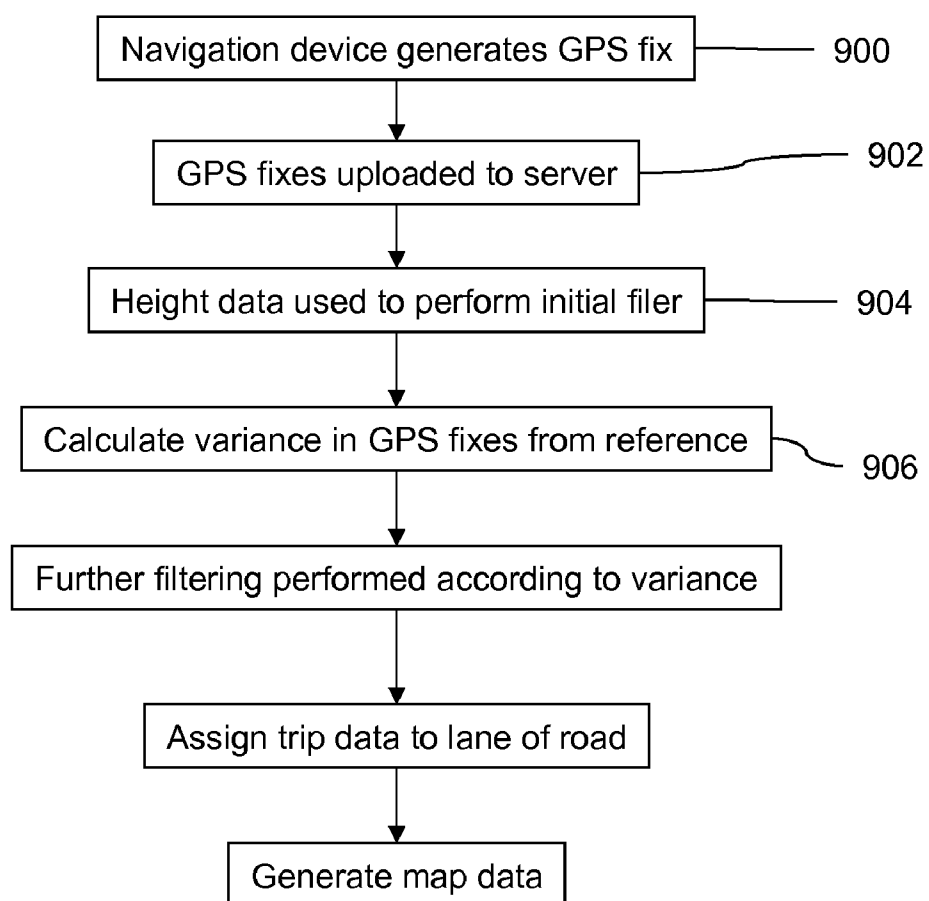 Navigation device generates GPS fix
900
GPS fixes uploaded to server
902
Height data used to perform initial filer
904
Calculate variance in GPS fixes from reference
906
Further filtering performed according to variance
Assign trip data to lane of road
Generate map data